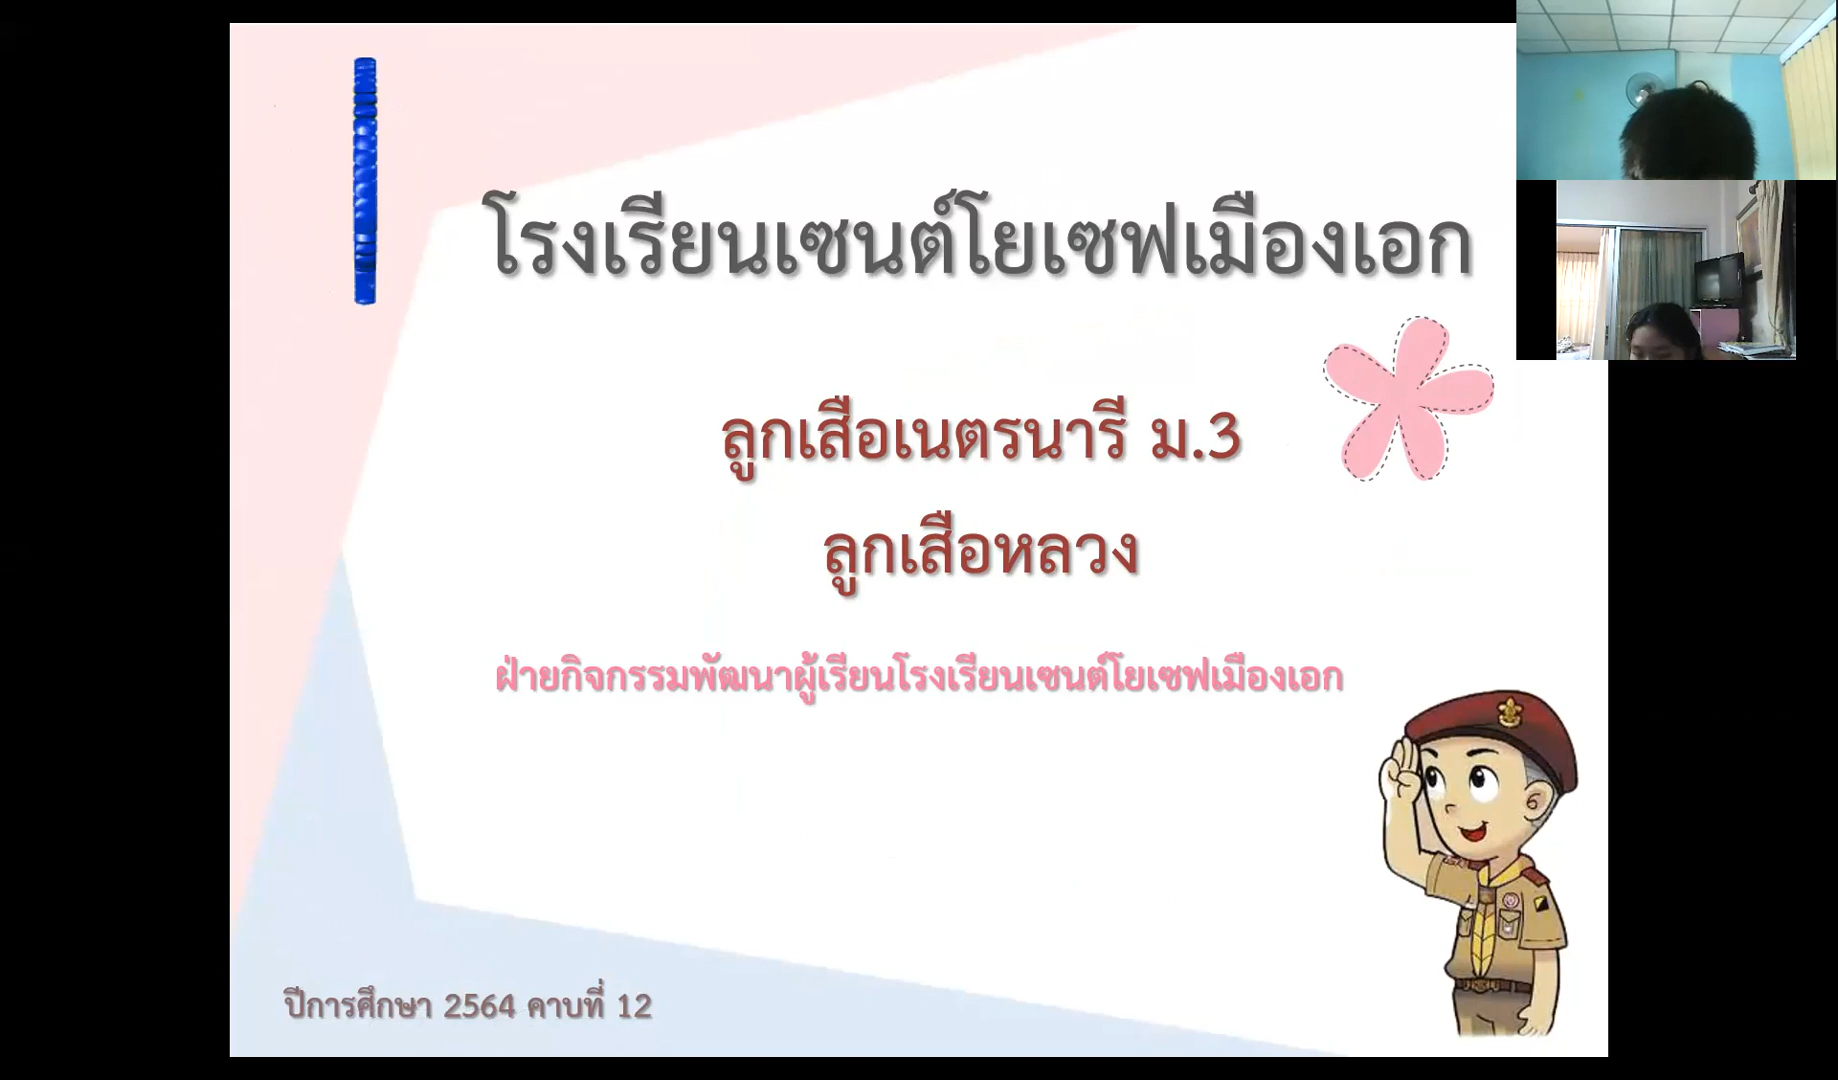 โรงเรียนเซนต์โยเซฟเมืองเอก
ลูกเสือเนตรนารี ม.3
ลูกเสือหลวง
ฝ่ายกิจกรรมพัฒนาผู้เรียนโรงเรียนเซนต์โยเซฟเมืองเอก
ปีการศึกษา 2564 คาบที่ 12